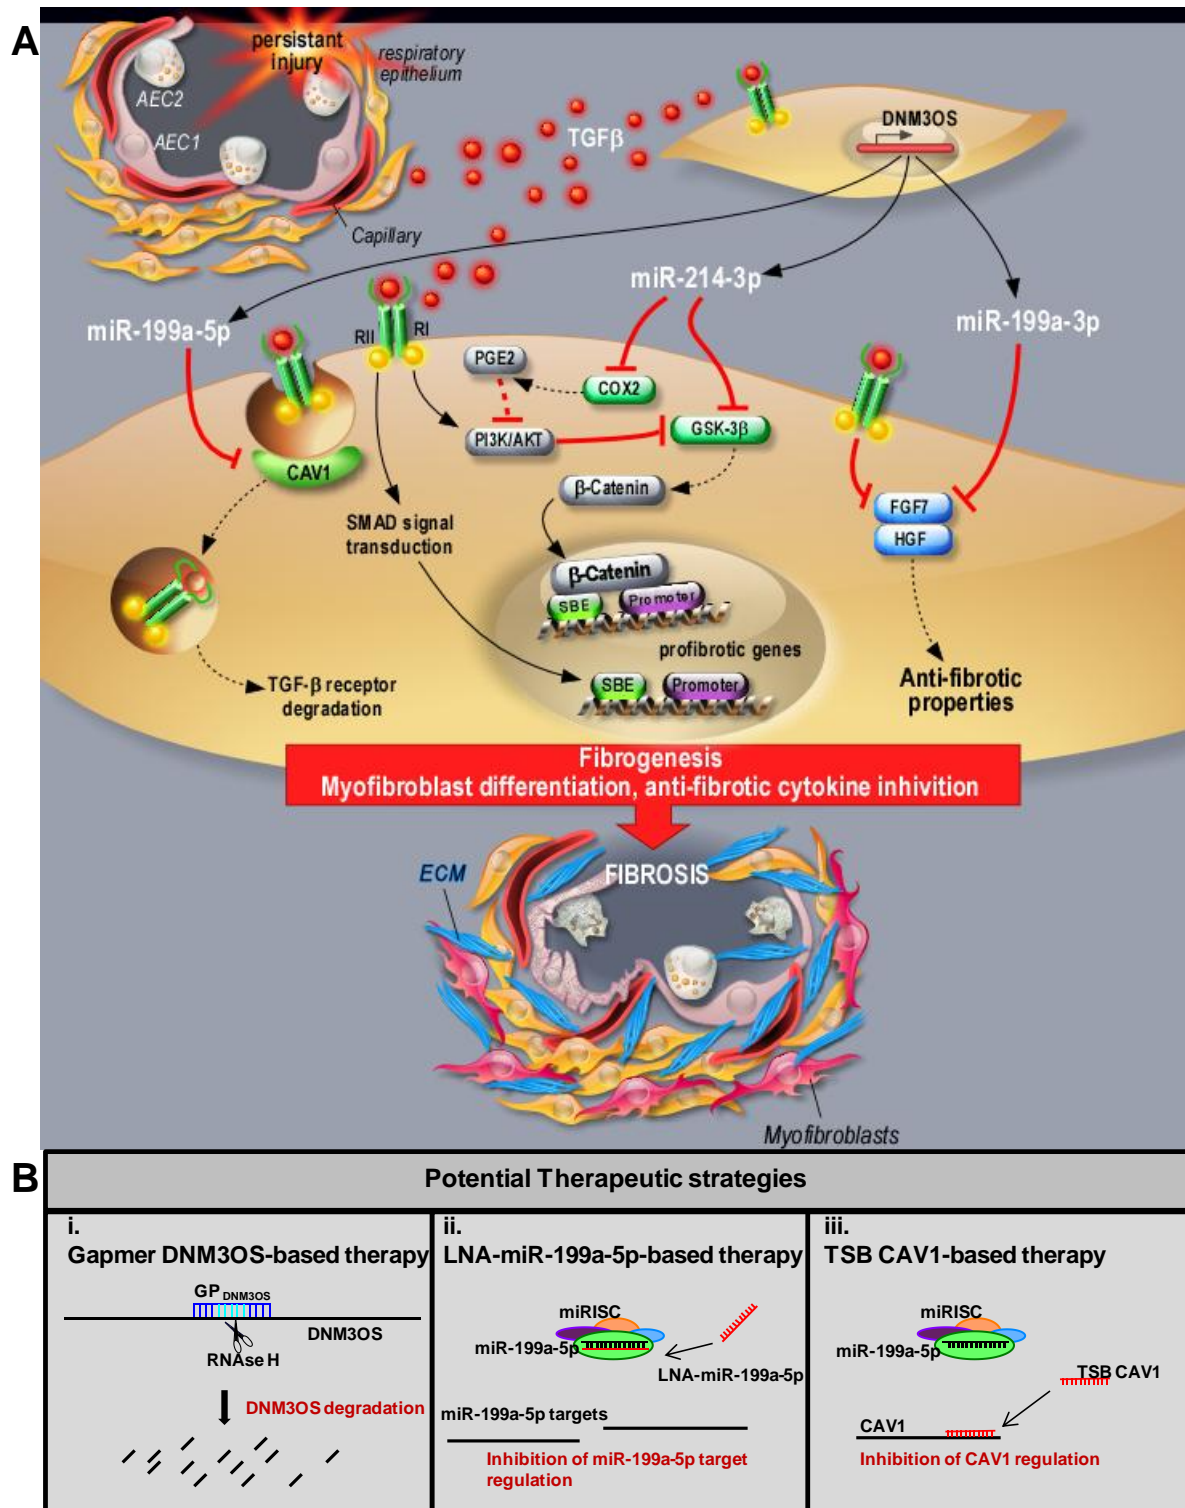 A
persistant
injury
respiratory
epithelium
AEC2
AEC1
Capillary
TGFβ
DNM3OS
miR-214-3p
miR-199a-5p
miR-199a-3p
RII
RI
PGE2
COX2
PI3K/AKT
GSK-3β
CAV1
β-Catenin
FGF7
HGF
SMAD signal
transduction
β-Catenin
SBE
Promoter
profibrotic genes
SBE
Promoter
TGF-β receptor
degradation
Anti-fibrotic
properties
Fibrogenesis
Myofibroblast differentiation, anti-fibrotic cytokine inhivition
FIBROSIS
ECM
Myofibroblasts
B
Potential Therapeutic strategies
i.
Gapmer DNM3OS-based therapy
GP DNM3OS
DNM3OS
RNAse H
DNM3OS degradation
ii.
LNA-miR-199a-5p-based therapy
miRISC
miR-199a-5p
LNA-miR-199a-5p
miR-199a-5p targets
Inhibition of miR-199a-5p target
regulation
iii.
TSB CAV1-based therapy
miRISC
miR-199a-5p
TSB CAV1
CAV1
Inhibition of CAV1 regulation